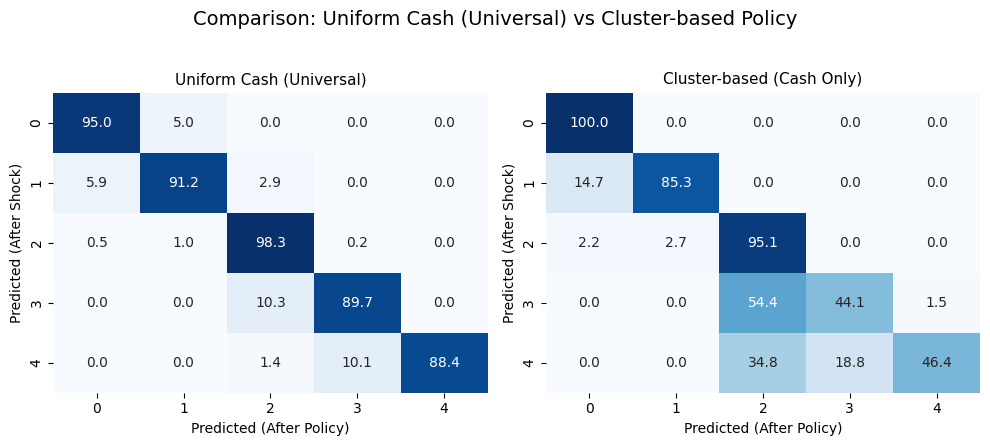 Comparison: Uniform Cash (Universal) vs Cluster-based Policy
Uniform Cash (Universal)
Predicted (After Shock)
0 95.0 5.0 0.0 0.0 0.0
1 5.9 91.2 2.9 0.0 0.0
2 0.5 1.0 98.3 0.2 0.0
3 0.0 0.0 10.3 89.7 0.0
4 0.0 0.0 1.4 10.1 88.4
0 1 2 3 4
Predicted (After Policy)
Cluster-based (Cash Only)
Predicted (After Shock)
0 100.0 0.0 0.0 0.0 0.0
1 14.7 85.3 0.0 0.0 0.0
2 2.2 2.7 95.1 0.0 0.0
3 0.0 0.0 54.4 44.1 1.5
4 0.0 0.0 34.8 18.8 46.4
0 1 2 3 4
Predicted (After Policy)